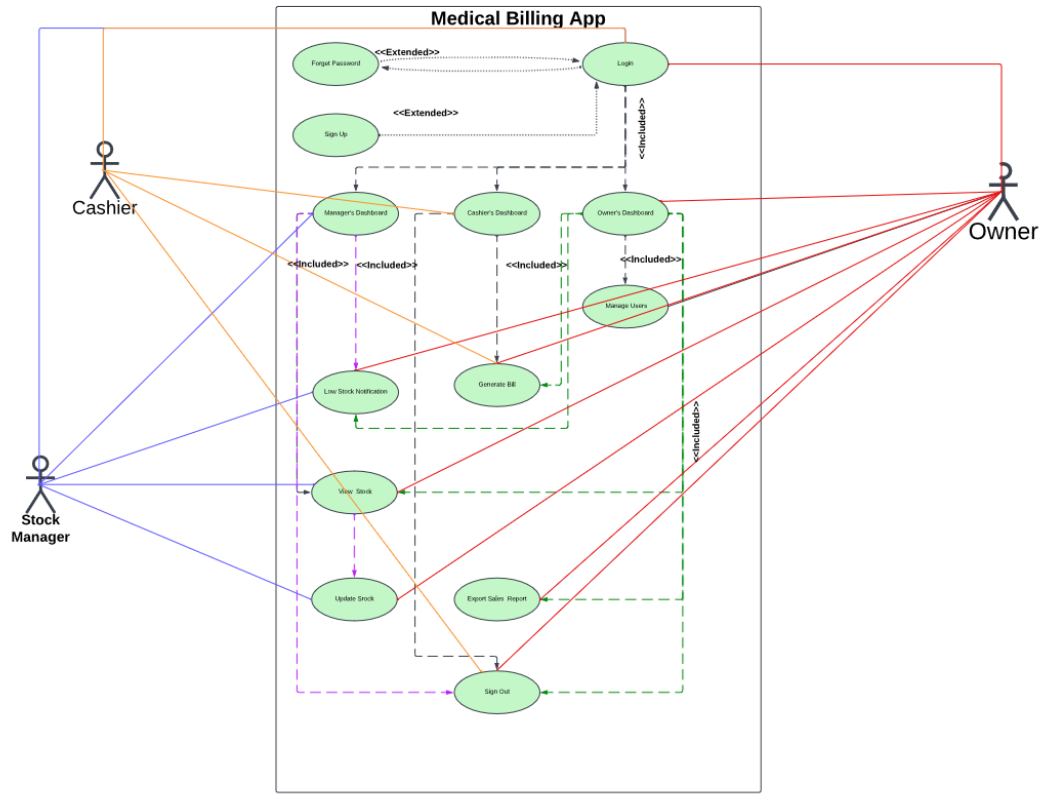 Medical Billing App
<<Extended>>
Forget Password
Login
<<Extended>>
<<Included>>
Sign Up
Cashier
Manager's Dashboard
Cashier's Dashboard
Owner's Dashboard
Owner
<<Included>>
<<Included>>
<<Included>>
<<Included>>
Manage Users
Low Stock Notification
Generate Bill
<<Included>>
View Stock
Stock
Manager
Update Srock
Export Sales Report
Sign Out